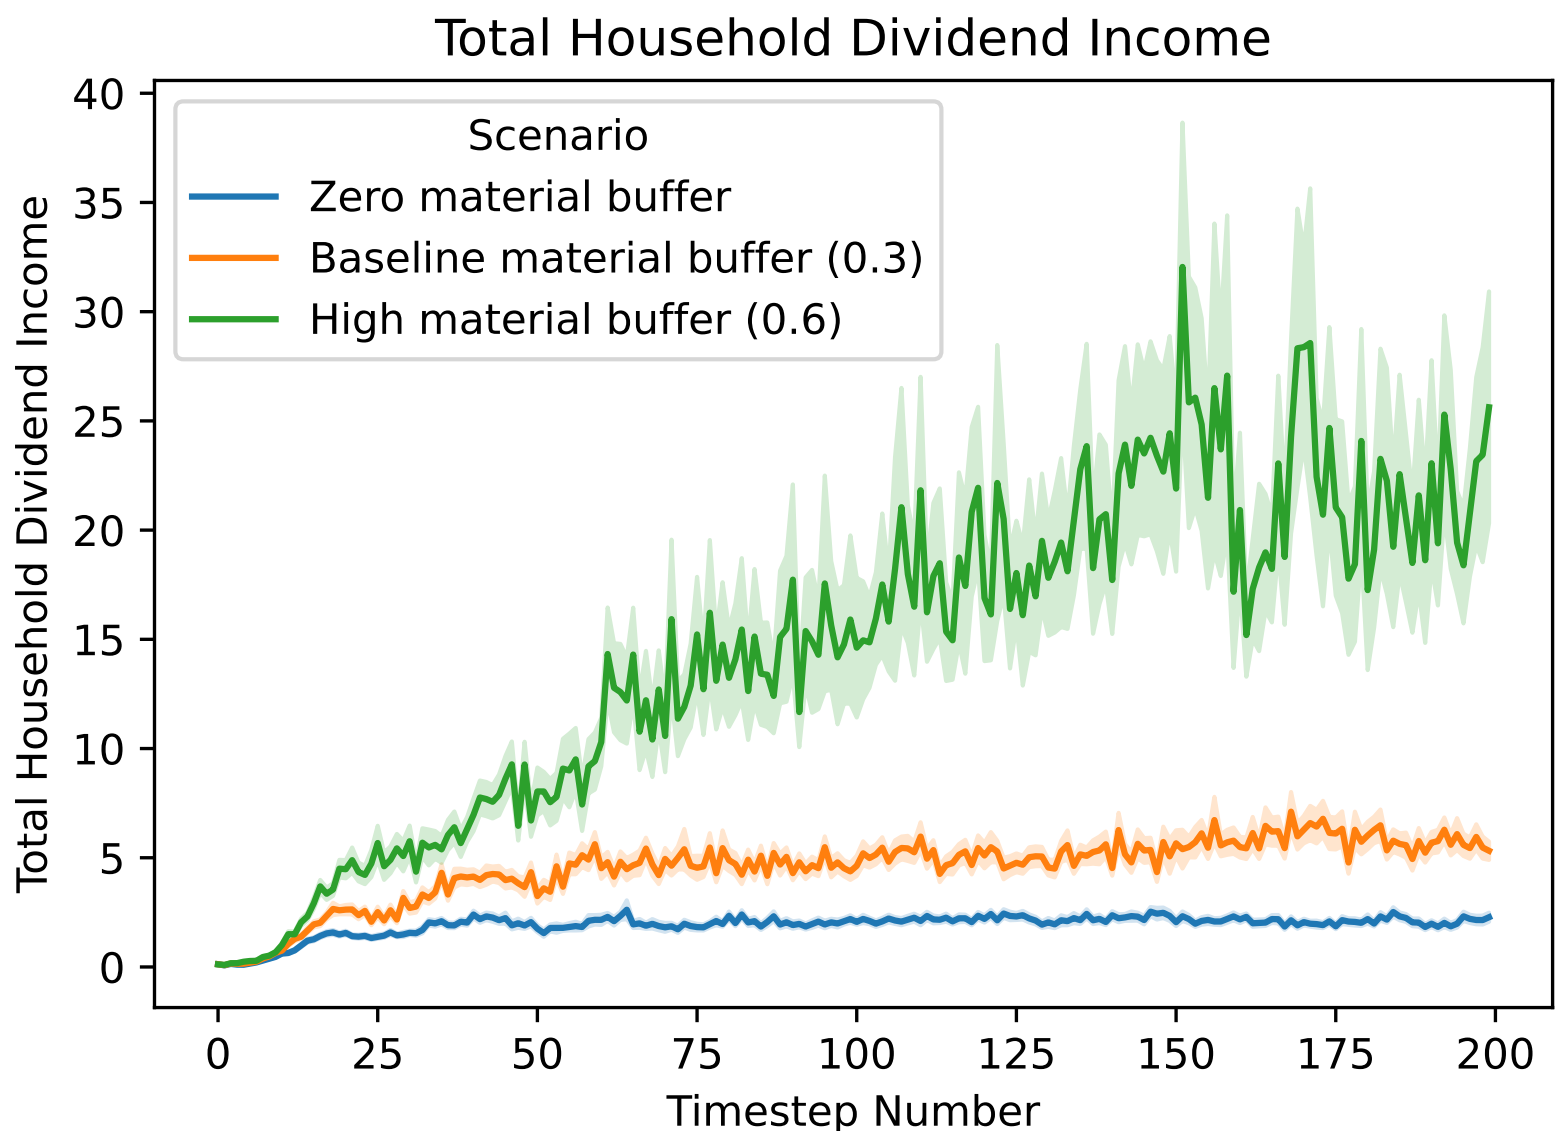 Total Household Dividend Income
Total Household Dividend Income
40
35
30
25
20
15
10
5
0
Scenario
Zero material buffer
Baseline material buffer (0.3)
High material buffer (0.6)
0 25 50 75 100 125 150 175 200
Timestep Number